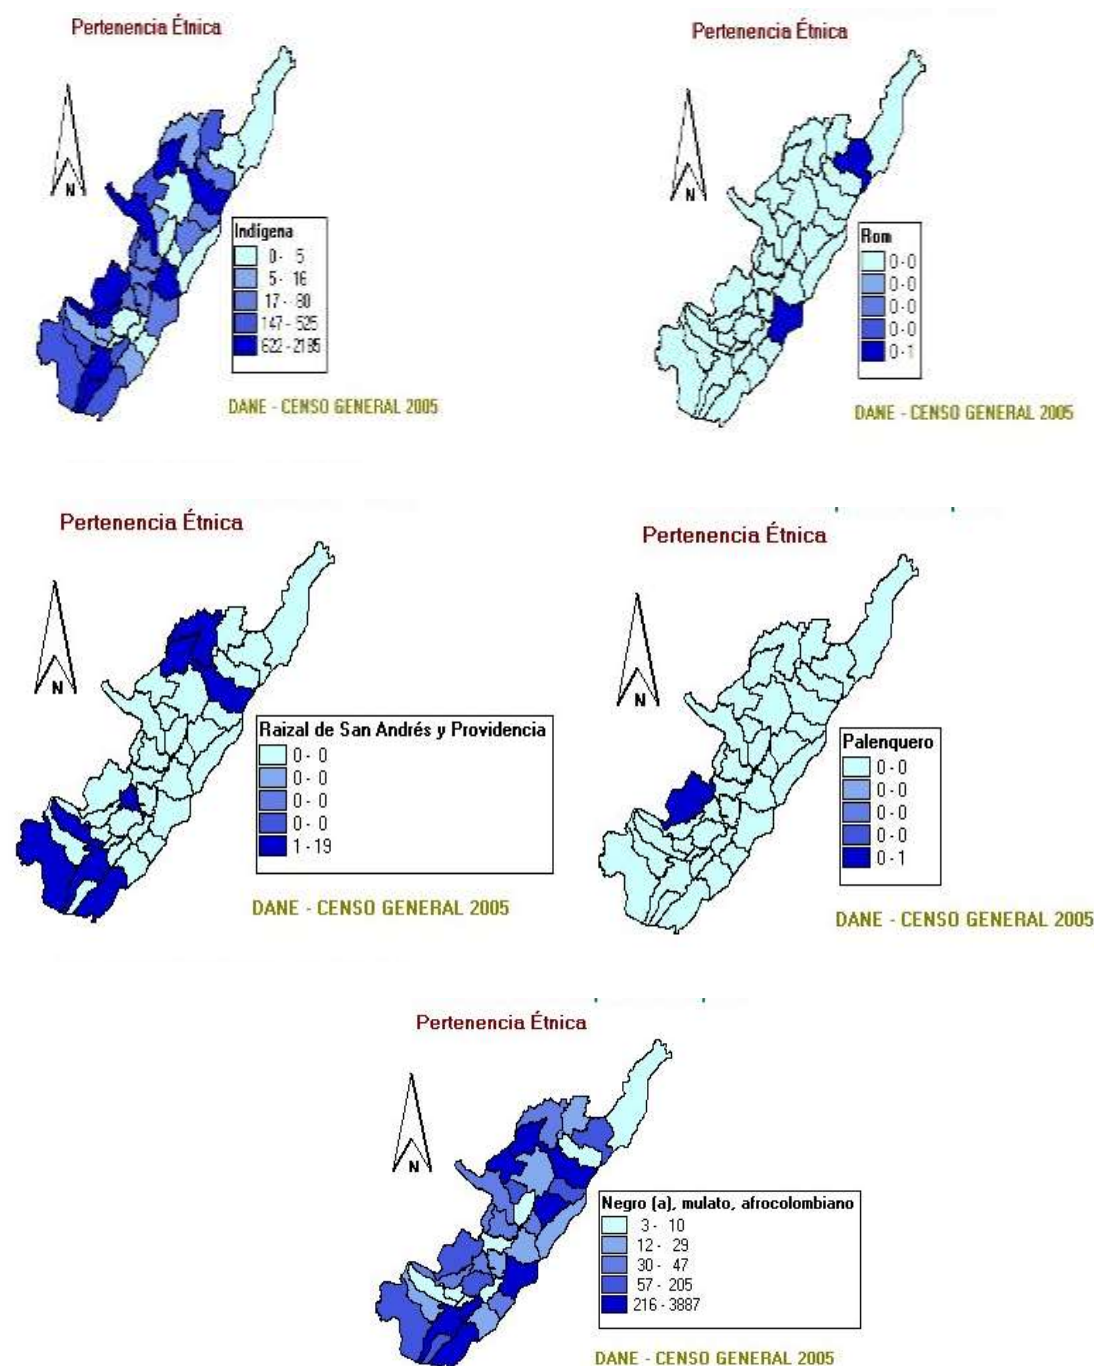 Pertenencia Étnica
N
Indígena
0 - 5
5 - 16
17 - 80
147 - 525
622 - 2185
DANE - CENSO GENERAL 2005
Pertenencia Étnica
N
Rom
0 - 0
0 - 0
0 - 0
0 - 0
0 - 1
DANE - CENSO GENERAL 2005
Pertenencia Étnica
N
Raizal de San Andrés y Providencia
0 - 0
0 - 0
0 - 0
0 - 0
1 - 19
DANE - CENSO GENERAL 2005
Pertenencia Étnica
N
Palenquero
0 - 0
0 - 0
0 - 0
0 - 0
0 - 1
DANE - CENSO GENERAL 2005
Pertenencia Étnica
N
Negro (a), mulato, afrocolombiano
3 - 10
12 - 29
30 - 47
57 - 205
216 - 3887
DANE - CENSO GENERAL 2005